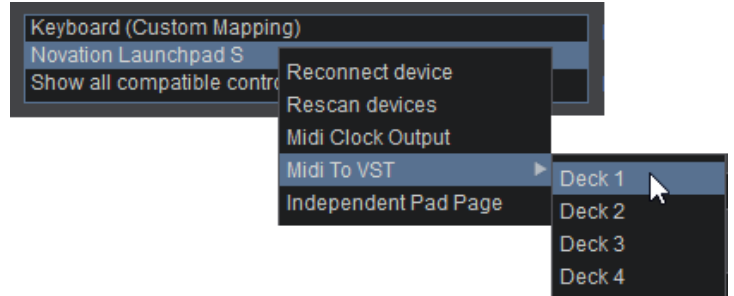 Keyboard (Custom Mapping)
Novation Launchpad S
Show all compatible contr
Reconnect device
Rescan devices
Midi Clock Output
Midi To VST
Independent Pad Page
Deck 1
Deck 2
Deck 3
Deck 4